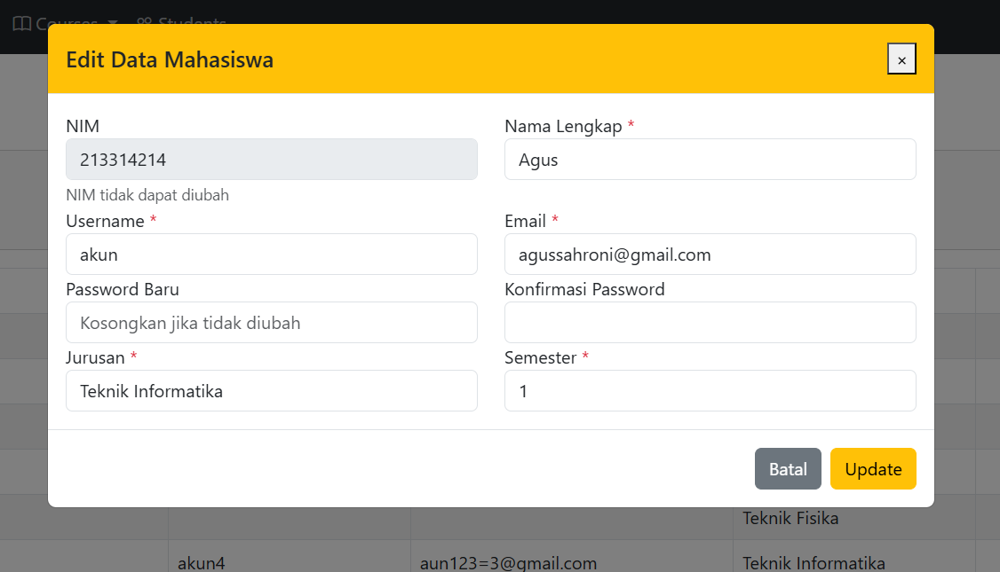 Courses Students
Edit Data Mahasiswa ×
NIM
213314214
NIM tidak dapat diubah
Nama Lengkap *
Agus
Username *
akun
Email *
agussahroni@gmail.com
Password Baru
Kosongkan jika tidak diubah
Konfirmasi Password
Jurusan *
Teknik Informatika
Semester *
1
Batal Update
Teknik Fisika
akun4 aun123=3@gmail.com Teknik Informatika